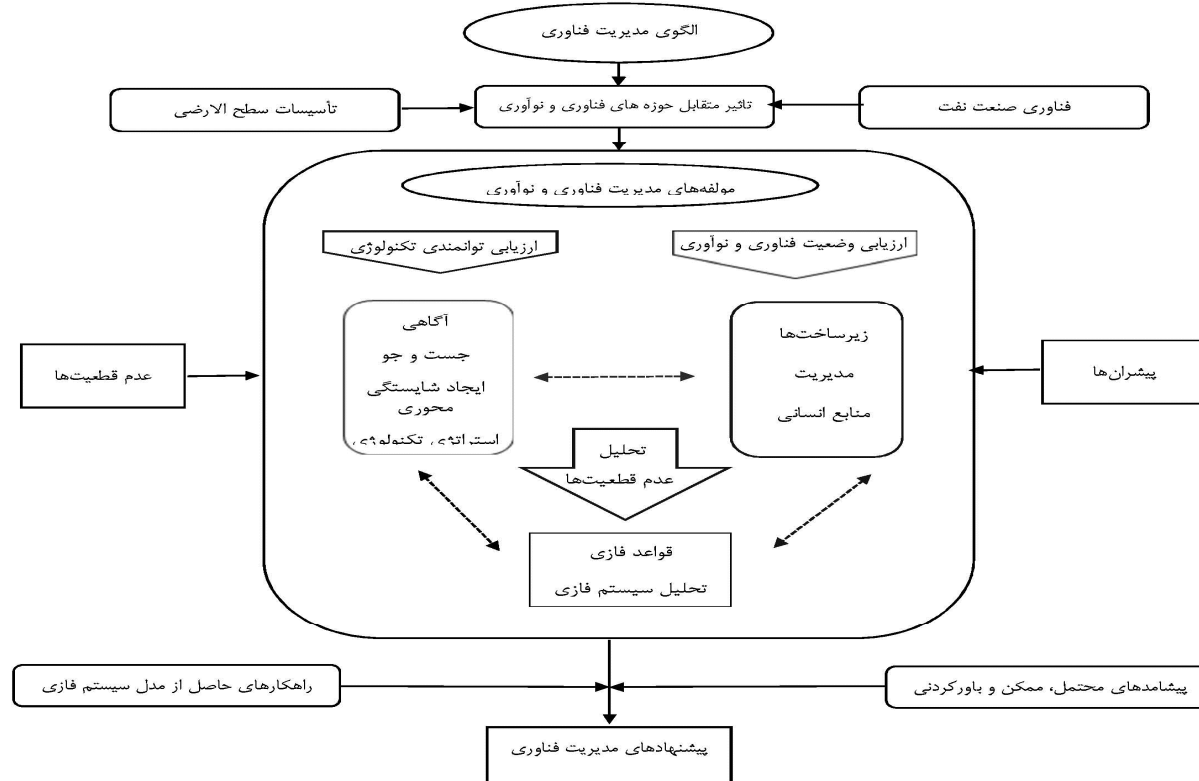 الگوی مدیریت فناوری
فناوری صنعت نفت
تاثیر متقابل حوزه های فناوری و نوآوری
تأسیسات سطح الارضی
مولفه‌های مدیریت فناوری و نوآوری
ارزیابی وضعیت فناوری و نوآوری
ارزیابی توانمندی تکنولوژی
زیرساخت‌ها
مدیریت
منابع انسانی
آگاهی
جست و جو
ایجاد شایستگی
محوری
استراتژی تکنولوژی
پیشران‌ها
عدم قطعیت‌ها
تحلیل
عدم قطعیت‌ها
قواعد فازی
تحلیل سیستم فازی
پیشامدهای محتمل، ممکن و باورکردنی
راهکارهای حاصل از مدل سیستم فازی
پیشنهادهای مدیریت فناوری